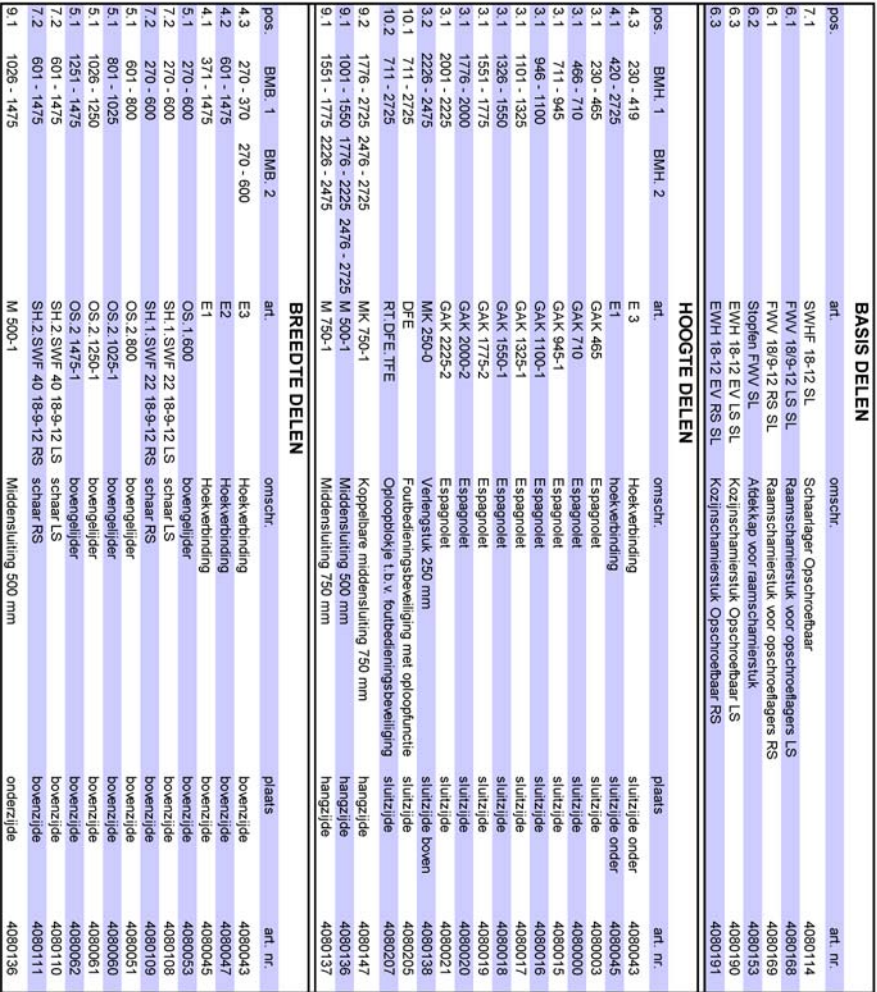 BASIS DELEN
pos. art. omschr. art. nr.
7.1 SWHF 18-12 SL Schaarlager Opschroefbaar 4080114
6.1 FWV 18/9-12 LS SL Raamscharnierstuk voor opschroeflagers LS 4080168
6.1 FWV 18/9-12 RS SL Raamscharnierstuk voor opschroeflagers RS 4080169
6.2 Stopfen FWV SL Afdekkap voor raamscharnierstuk 4080153
6.3 EWH 18-12 EV LS SL Kozijnscharnierstuk Opschroefbaar LS 4080190
6.3 EWH 18-12 EV RS SL Kozijnscharnierstuk Opschroefbaar RS 4080191
HOOGTE DELEN
pos. BMH. 1 BMH. 2 art. omschr. plaats art. nr.
4.3 230 - 419 E 3 Hoekverbinding sluitzijde onder 4080043
4.1 420 - 2725 E1 hoekverbinding sluitzijde onder 4080045
3.1 230 - 465 GAK 465 Espagnolet sluitzijde 4080003
3.1 466 - 710 GAK 710 Espagnolet sluitzijde 4080000
3.1 711 - 945 GAK 945-1 Espagnolet sluitzijde 4080015
3.1 946 - 1100 GAK 1100-1 Espagnolet sluitzijde 4080016
3.1 1101 - 1325 GAK 1325-1 Espagnolet sluitzijde 4080017
3.1 1326 - 1550 GAK 1550-1 Espagnolet sluitzijde 4080018
3.1 1551 - 1775 GAK 1775-2 Espagnolet sluitzijde 4080019
3.1 1776 - 2000 GAK 2000-2 Espagnolet sluitzijde 4080020
3.1 2001 - 2225 GAK 2225-2 Espagnolet sluitzijde 4080021
3.2 2226 - 2475 MK 250-0 Verlengstuk 250 mm sluitzijde boven 4080138
10.1 711 - 2725 DFE Foutbedieningsbeveiliging met oploopfunctie sluitzijde 4080205
10.2 711 - 2725 RT.DFE.TFE Oploopblokje t.b.v. foutbedieningsbeveiliging sluitzijde 4080207
9.2 1776 - 2725 2476 - 2725 MK 750-1 Koppelbare middensluiting 750 mm hangzijde 4080147
9.1 1001 - 1550 1776 - 2225 2476 - 2725 M 500-1 Middensluiting 500 mm hangzijde 4080136
9.1 1551 - 1775 2226 - 2475 M 750-1 Middensluiting 750 mm hangzijde 4080137
BREEDTE DELEN
pos. BMB. 1 BMB. 2 art. omschr. plaats art. nr.
4.3 270 - 370 270 - 600 E3 Hoekverbinding bovenzijde 4080043
4.2 601 - 1475 E2 Hoekverbinding bovenzijde 4080047
4.1 371 - 1475 E1 Hoekverbinding bovenzijde 4080045
5.1 270 - 600 OS.1.600 bovengelijder bovenzijde 4080053
7.2 270 - 600 SH.1.SWF 22 18-9-12 LS schaar LS bovenzijde 4080108
7.2 270 - 600 SH.1.SWF 22 18-9-12 RS schaar RS bovenzijde 4080109
5.1 601 - 800 OS.2.800 bovengelijder bovenzijde 4080051
5.1 801 - 1025 OS.2.1025-1 bovengelijder bovenzijde 4080060
5.1 1026 - 1250 OS.2.1250-1 bovengelijder bovenzijde 4080061
5.1 1251 - 1475 OS.2.1475-1 bovengelijder bovenzijde 4080062
7.2 601 - 1475 SH.2.SWF 40 18-9-12 LS schaar LS bovenzijde 4080110
7.2 601 - 1475 SH.2.SWF 40 18-9-12 RS schaar RS bovenzijde 4080111
9.1 1026 - 1475 M 500-1 Middensluiting 500 mm onderzijde 4080136